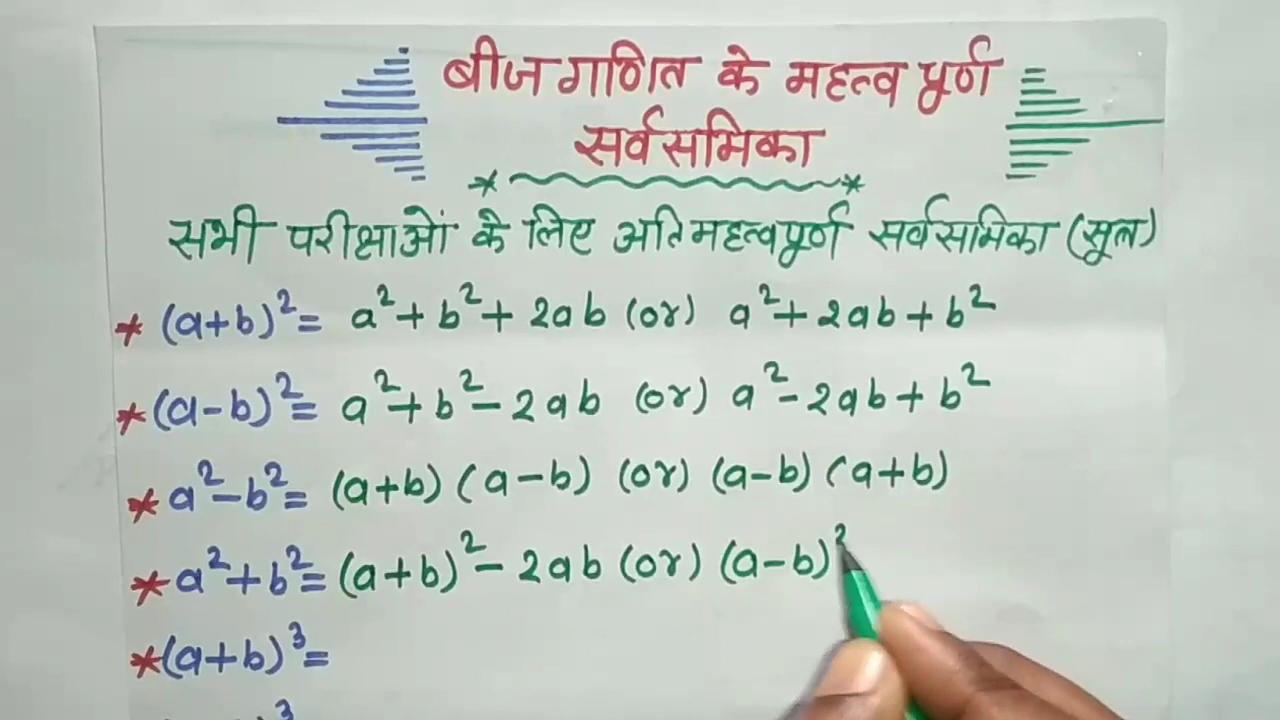 बीजगणित के महत्वपूर्ण
सर्वसमिका
सभी परीक्षाओं के लिए अतिमहत्वपूर्ण सर्वसमिका (सूत्र)
* (a+b)²= a²+b²+2ab (or) a²+2ab+b²
* (a-b)²= a²+b²-2ab (or) a²-2ab+b²
* a²-b²= (a+b)(a-b) (or) (a-b)(a+b)
* a²+b²= (a+b)²-2ab (or) (a-b)²
* (a+b)³=